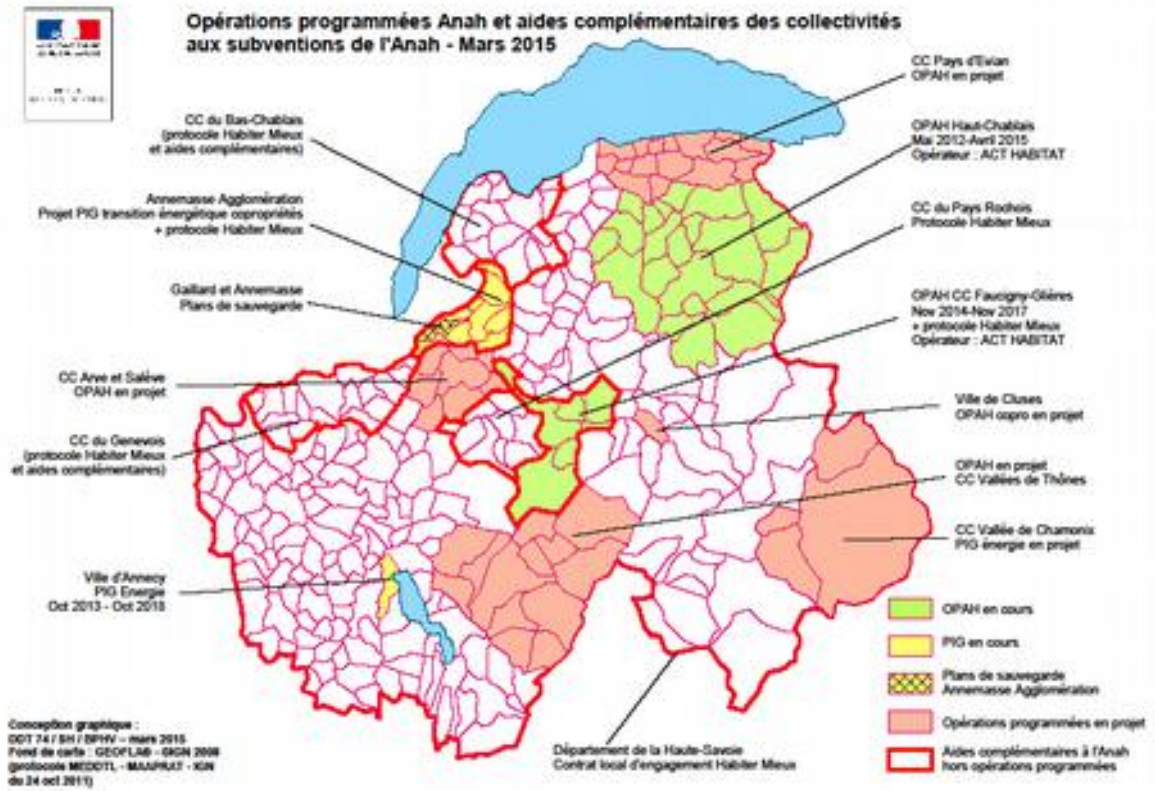 Opérations programmées Anah et aides complémentaires des collectivités
aux subventions de l'Anah - Mars 2015
CC Pays d'Evian
OPAH en projet
CC du Bas-Chablais
(protocole Habiter Mieux
et aides complémentaires)
OPAH Haut-Chablais
Mai 2012-Avril 2015
Opérateur : ACT HABITAT
Annemasse Agglomération
Projet PIG transition énergétique copropriétés
+ protocole Habiter Mieux
CC du Pays Rochois
Protocole Habiter Mieux
Gaillard et Annemasse
Plans de sauvegarde
OPAH CC Faucigny-Glières
Nov 2014-Nov 2017
+ protocole Habiter Mieux
Opérateur : ACT HABITAT
CC Arve et Salève
OPAH en projet
Ville de Cluses
OPAH copro en projet
CC du Genevois
(protocole Habiter Mieux
et aides complémentaires)
OPAH en projet
CC Vallées de Thônes
CC Vallée de Chamonix
PIG énergie en projet
Ville d'Annecy
PIG Energie
Oct 2013 - Oct 2018
OPAH en cours
PIG en cours
Plans de sauvegarde
Annemasse Agglomération
Opérations programmées en projet
Aides complémentaires à l'Anah
hors opérations programmées
Département de la Haute-Savoie
Contrat local d'engagement Habiter Mieux
Conception graphique :
DDT 74 / SH / BPHV – mars 2015
Fond de carte : GEOFLA® - ©IGN 2008
(protocole MEDDTL - MAAPRAT - IGN
du 24 oct 2011)